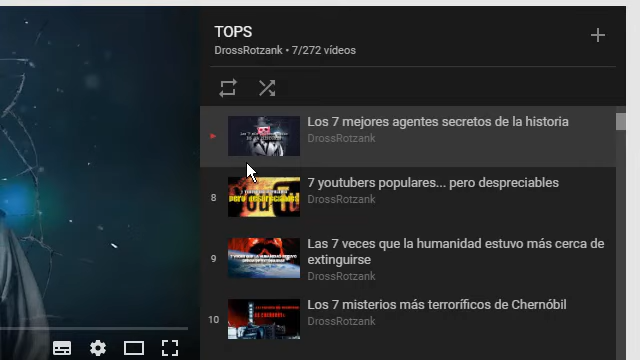 TOPS
DrossRotzank • 7/272 vídeos
Los 7 mejores agentes secretos de la historia
DrossRotzank
8
7 youtubers populares... pero despreciables
DrossRotzank
9
Las 7 veces que la humanidad estuvo más cerca de
extinguirse
DrossRotzank
10
Los 7 misterios más terroríficos de Chernóbil
DrossRotzank